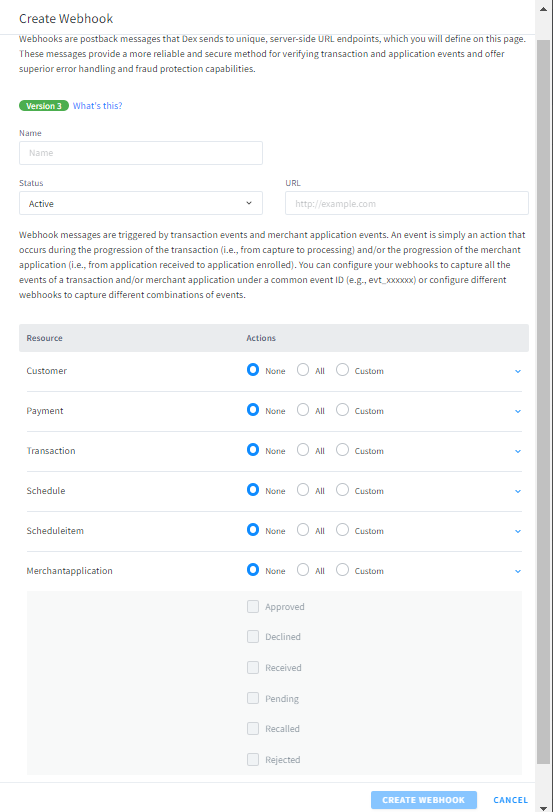 Create Webhook
Webhooks are postback messages that Dex sends to unique, server-side URL endpoints, which you will define on this page.
These messages provide a more reliable and secure method for verifying transaction and application events and offer
superior error handling and fraud protection capabilities.
Version 3 What's this?
Name
Name
Status URL
Active http://example.com
Webhook messages are triggered by transaction events and merchant application events. An event is simply an action that
occurs during the progression of the transaction (i.e., from capture to processing) and/or the progression of the merchant
application (i.e., from application received to application enrolled). You can configure your webhooks to capture all the
events of a transaction and/or merchant application under a common event ID (e.g., evt_xxxxxx) or configure different
webhooks to capture different combinations of events.
Resource Actions
Customer None All Custom
Payment None All Custom
Transaction None All Custom
Schedule None All Custom
Scheduleitem None All Custom
Merchantapplication None All Custom
Approved
Declined
Received
Pending
Recalled
Rejected
CREATE WEBHOOK CANCEL